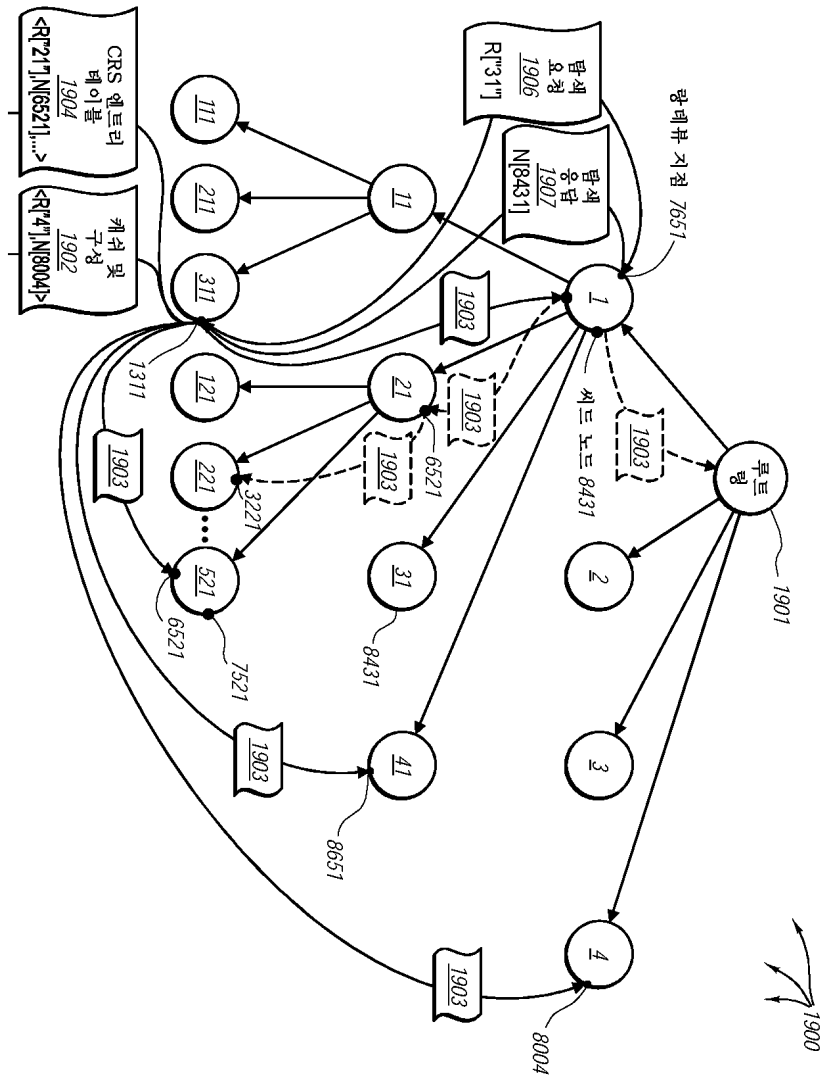 1900
루트
링
1901
1903
랑데뷰 지점 7651
1
씨드 노드 8431
2
3
4
8004
탐색
요청
1906
R["31"]
탐색
응답
1907
N[8431]
1903
1903
1903
11
21
6521
31
8431
41
8651
1903
1903
111
211
311
1311
121
221
3221
521
6521
7521
1903
CRS 엔트리
테이블
1904
<R["21"],N[6521],...>
캐쉬 및
구성
1902
<R["4"],N[8004]>